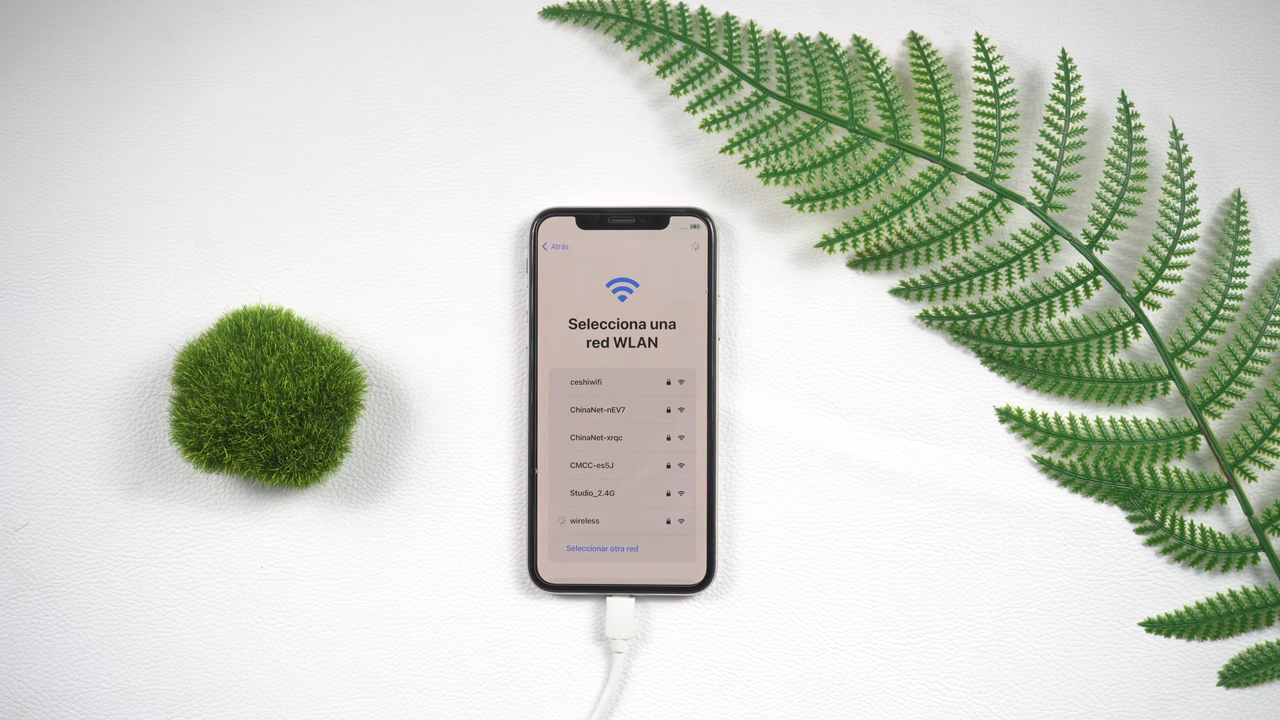 Atrás
Selecciona una
red WLAN
ceshiwifi
ChinaNet-nEV7
ChinaNet-xrqc
CMCC-es5J
Studio_2.4G
wireless
Seleccionar otra red